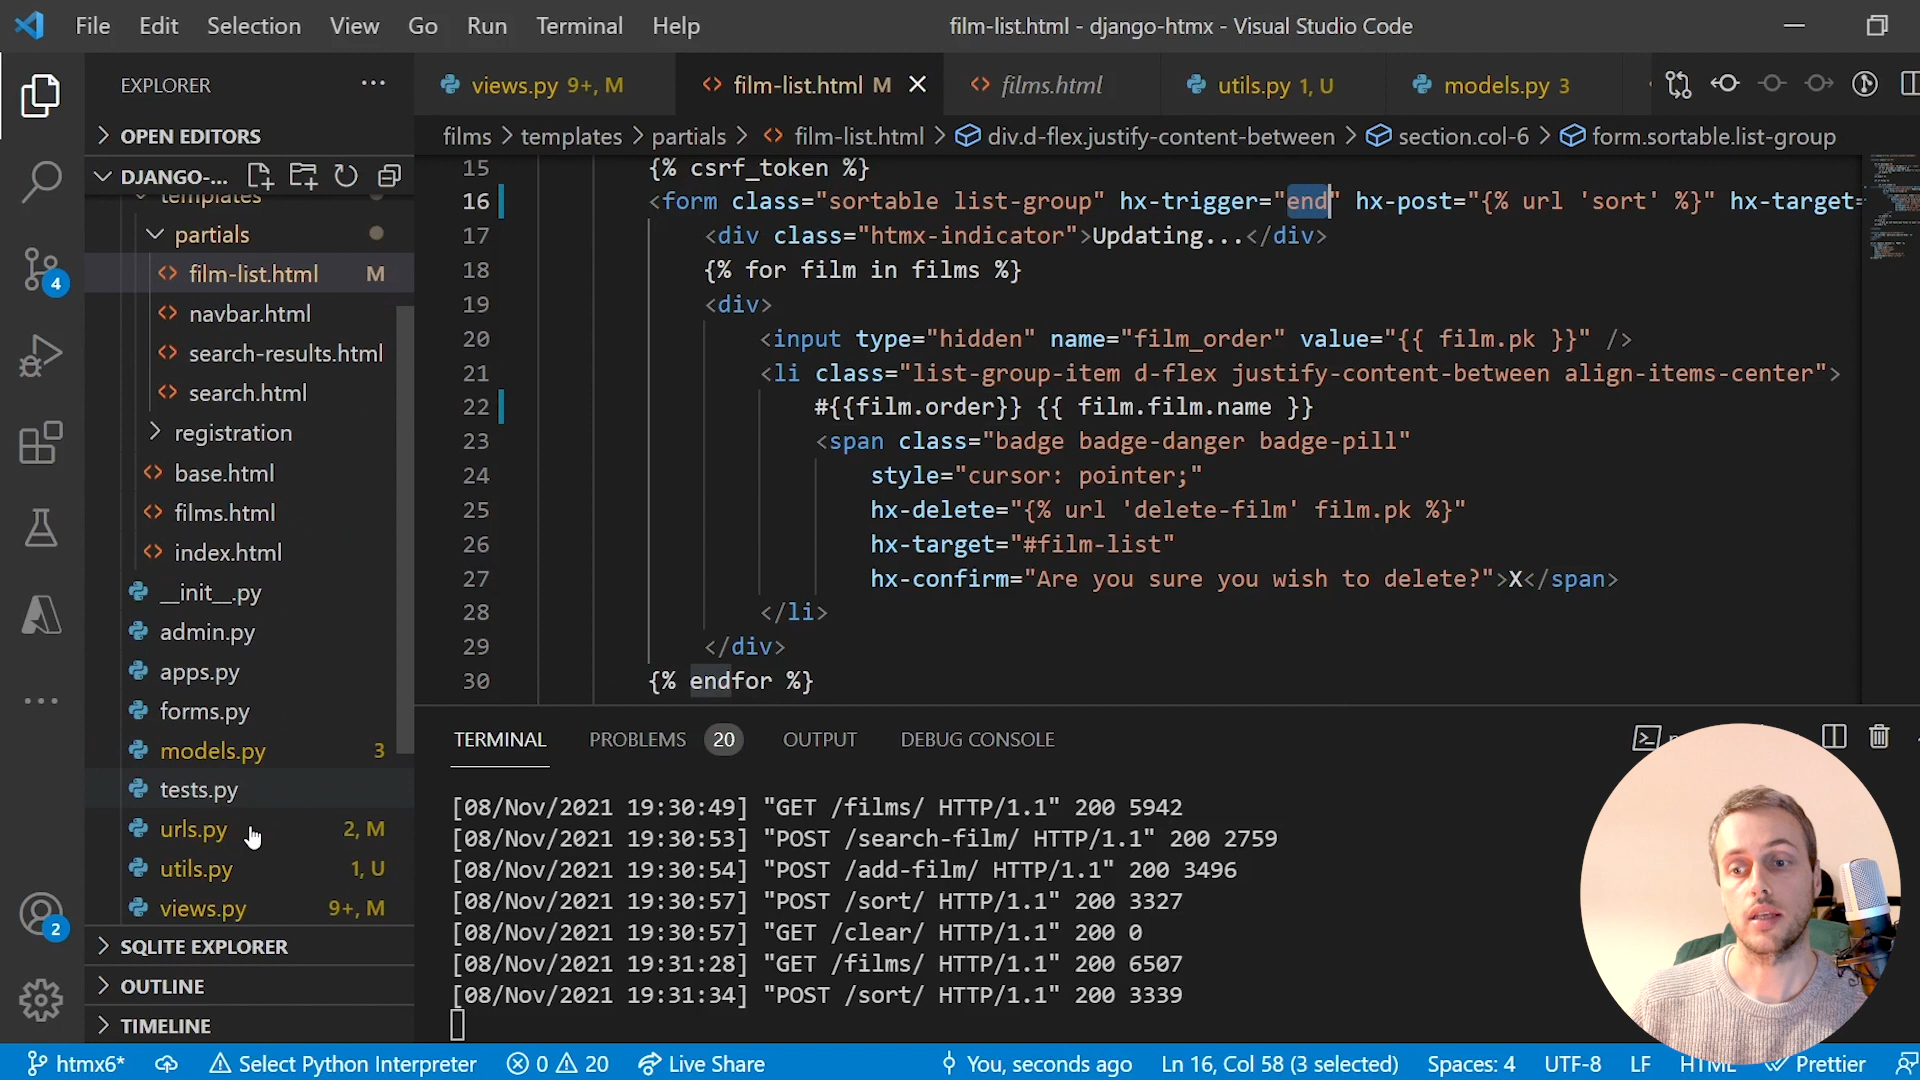 File Edit Selection View Go Run Terminal Help
film-list.html - django-htmx - Visual Studio Code
EXPLORER
views.py 9+, M
film-list.html M
films.html
utils.py 1, U
models.py 3
OPEN EDITORS
films > templates > partials > film-list.html > div.d-flex.justify-content-between > section.col-6 > form.sortable.list-group
DJANGO-...
templates
partials
film-list.html M
navbar.html
search-results.html
search.html
registration
base.html
films.html
index.html
__init__.py
admin.py
apps.py
forms.py
models.py 3
tests.py
urls.py 2, M
utils.py 1, U
views.py 9+, M
SQLITE EXPLORER
OUTLINE
TIMELINE
4
2
15 {% csrf_token %}
16 <form class="sortable list-group" hx-trigger="end" hx-post="{% url 'sort' %}" hx-target=
17 <div class="htmx-indicator">Updating...</div>
18 {% for film in films %}
19 <div>
20 <input type="hidden" name="film_order" value="{{ film.pk }}" />
21 <li class="list-group-item d-flex justify-content-between align-items-center">
22 #{{film.order}} {{ film.film.name }}
23 <span class="badge badge-danger badge-pill"
24 style="cursor: pointer;"
25 hx-delete="{% url 'delete-film' film.pk %}"
26 hx-target="#film-list"
27 hx-confirm="Are you sure you wish to delete?">X</span>
28 </li>
29 </div>
30 {% endfor %}
TERMINAL PROBLEMS 20 OUTPUT DEBUG CONSOLE
[08/Nov/2021 19:30:49] "GET /films/ HTTP/1.1" 200 5942
[08/Nov/2021 19:30:53] "POST /search-film/ HTTP/1.1" 200 2759
[08/Nov/2021 19:30:54] "POST /add-film/ HTTP/1.1" 200 3496
[08/Nov/2021 19:30:57] "POST /sort/ HTTP/1.1" 200 3327
[08/Nov/2021 19:30:57] "GET /clear/ HTTP/1.1" 200 0
[08/Nov/2021 19:31:28] "GET /films/ HTTP/1.1" 200 6507
[08/Nov/2021 19:31:34] "POST /sort/ HTTP/1.1" 200 3339
htmx6* Select Python Interpreter 0 20 Live Share You, seconds ago Ln 16, Col 58 (3 selected) Spaces: 4 UTF-8 LF HTML Prettier